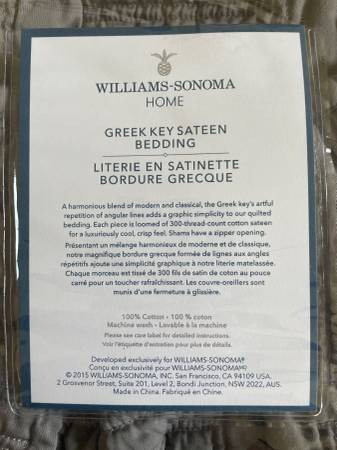 WILLIAMS-SONOMA
HOME
GREEK KEY SATEEN
BEDDING
LITERIE EN SATINETTE
BORDURE GRECQUE
A harmonious blend of modern and classical, the Greek key's artful
repetition of angular lines adds a graphic simplicity to our quilted
bedding. Each piece is loomed of 300-thread-count cotton sateen
for a luxuriously cool, crisp feel. Shams have a zipper opening.
Présentant un mélange harmonieux de moderne et de classique,
notre magnifique bordure grecque formée de lignes aux angles
répétitifs ajoute une simplicité graphique à notre literie matelassée.
Chaque morceau est tissé de 300 fils de satin de coton au pouce
carré pour un toucher rafraîchissant. Les couvre-oreillers sont
munis d'une fermeture à glissière.
100% Cotton • 100 % coton
Machine wash • Lavable à la machine
Please see care label for detailed instructions.
Voir l'étiquette d'entretien pour plus de détails.
Developed exclusively for WILLIAMS-SONOMA®
Conçu en exclusivité pour WILLIAMS-SONOMAMD
© 2015 WILLIAMS-SONOMA, INC. San Francisco, CA 94109 USA.
2 Grosvenor Street, Suite 201, Level 2, Bondi Junction, NSW 2022, AUS.
Made in China. Fabriqué en Chine.